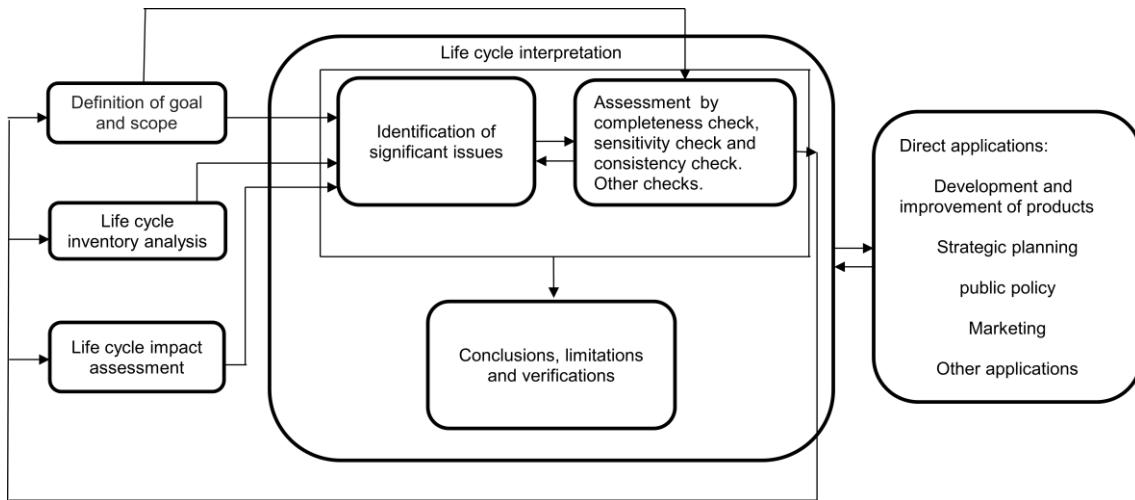 Life cycle interpretation
Definition of goal
and scope
Life cycle
inventory analysis
Life cycle impact
assessment
Identification of
significant issues
Assessment by
completeness check,
sensitivity check and
consistency check.
Other checks.
Conclusions, limitations
and verifications
Direct applications:
Development and
improvement of products
Strategic planning
public policy
Marketing
Other applications